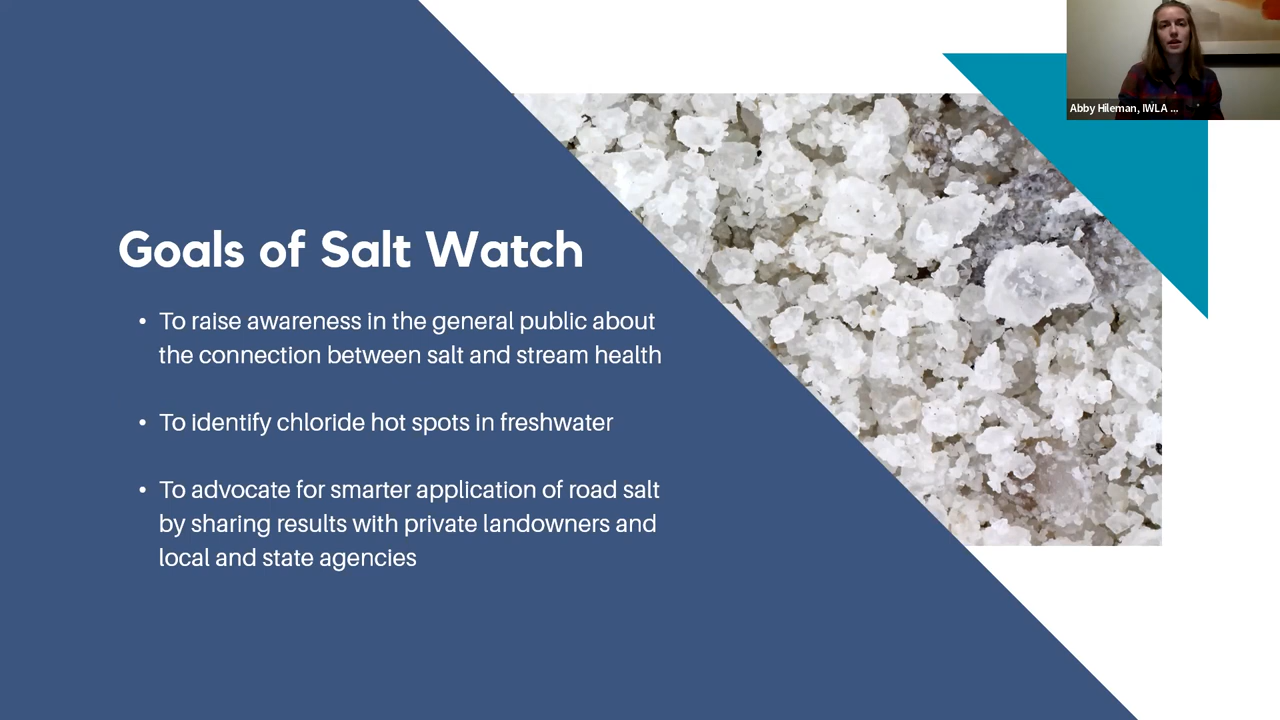 Abby Hileman, IWLA ...
Goals of Salt Watch
• To raise awareness in the general public about
the connection between salt and stream health
• To identify chloride hot spots in freshwater
• To advocate for smarter application of road salt
by sharing results with private landowners and
local and state agencies